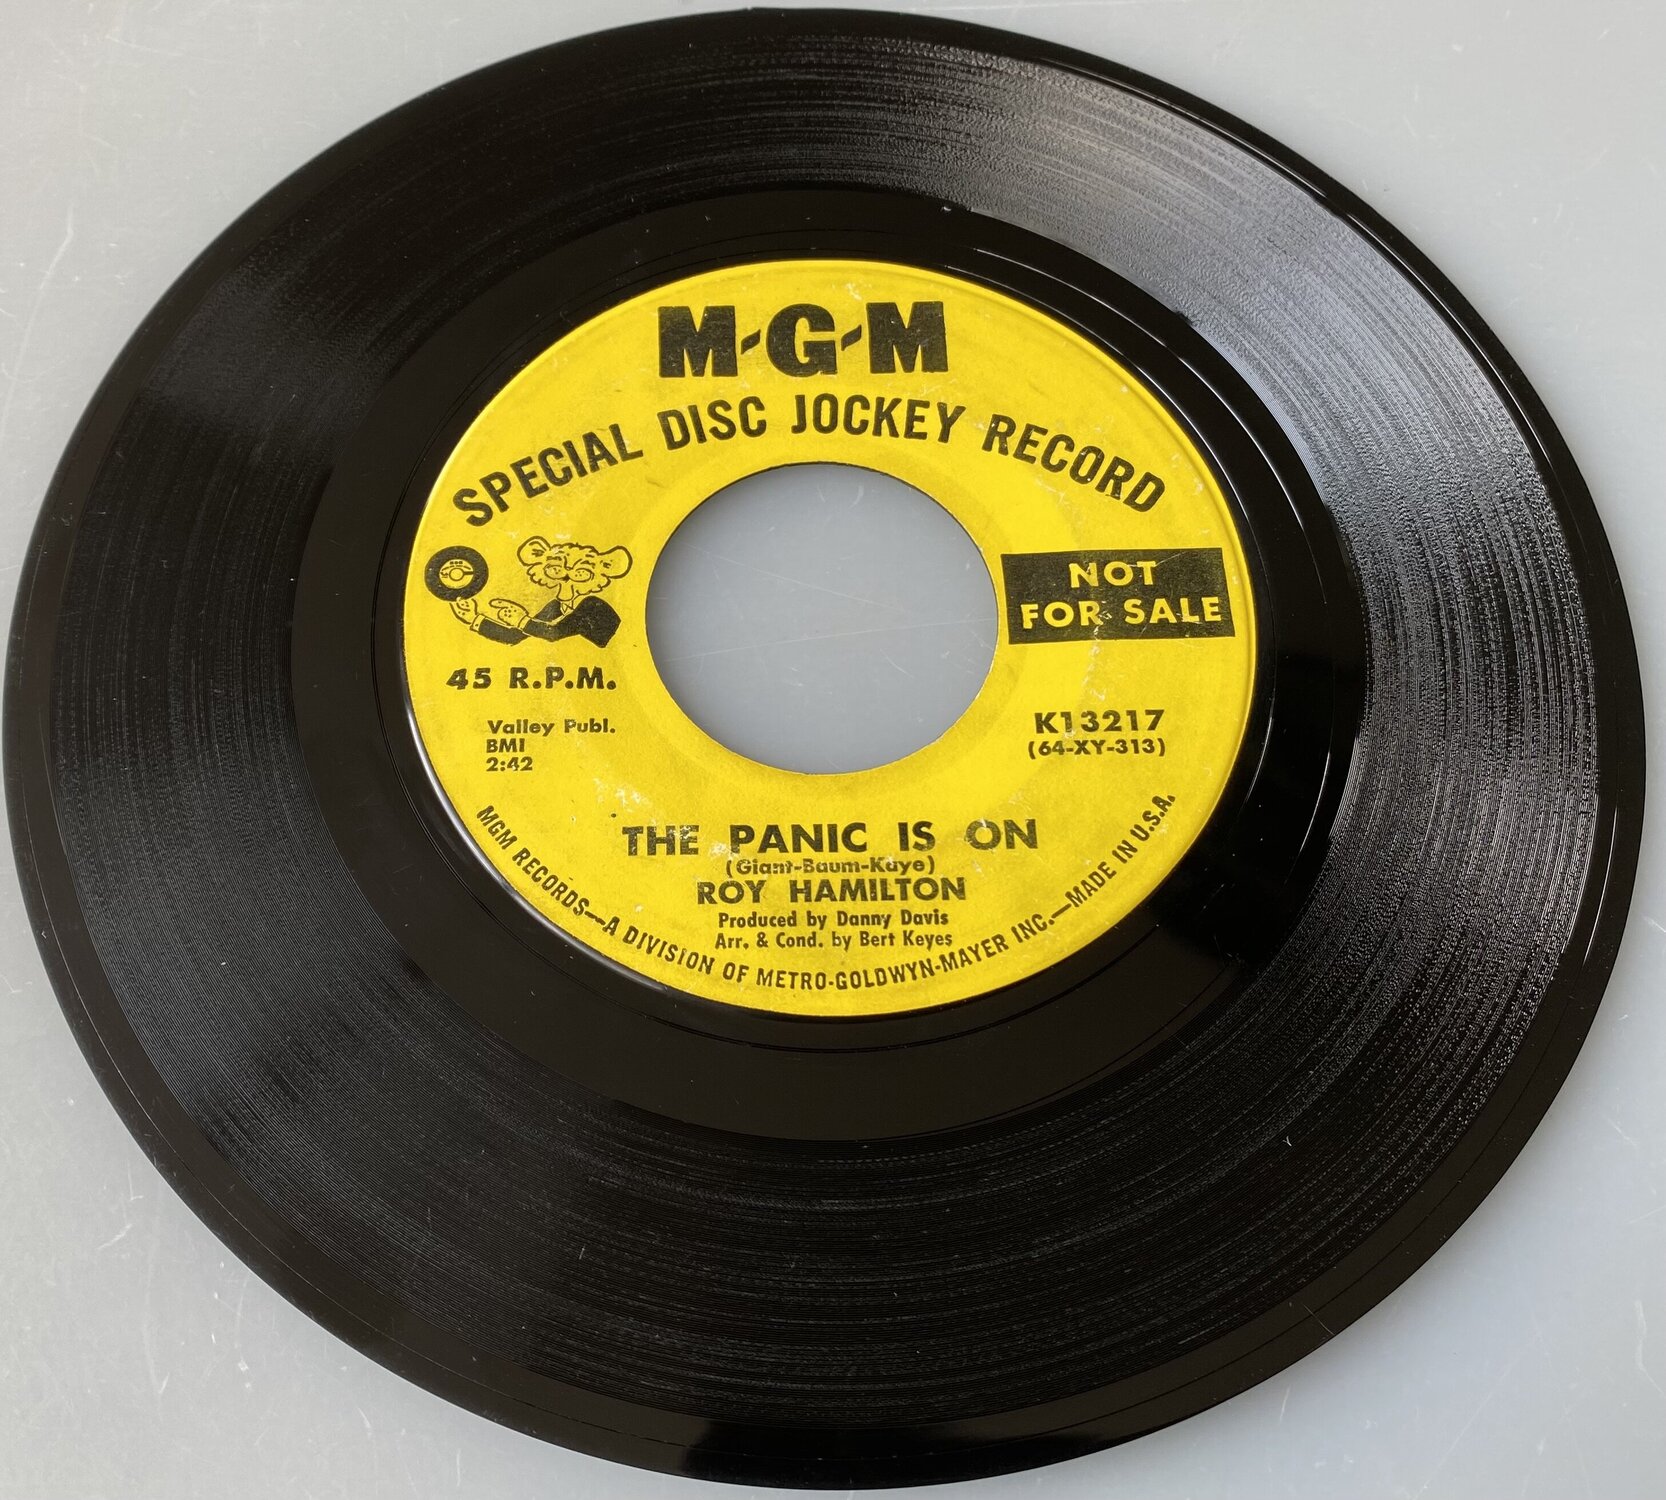 M-G-M
SPECIAL DISC JOCKEY RECORD
NOT
FOR SALE
45 R.P.M.
Valley Publ.
BMI
2:42
K13217
(64-XY-313)
THE PANIC IS ON
(Giant-Baum-Kaye)
ROY HAMILTON
Produced by Danny Davis
Arr. & Cond. by Bert Keyes
MGM RECORDS—A DIVISION OF METRO-GOLDWYN-MAYER INC.—MADE IN U.S.A.